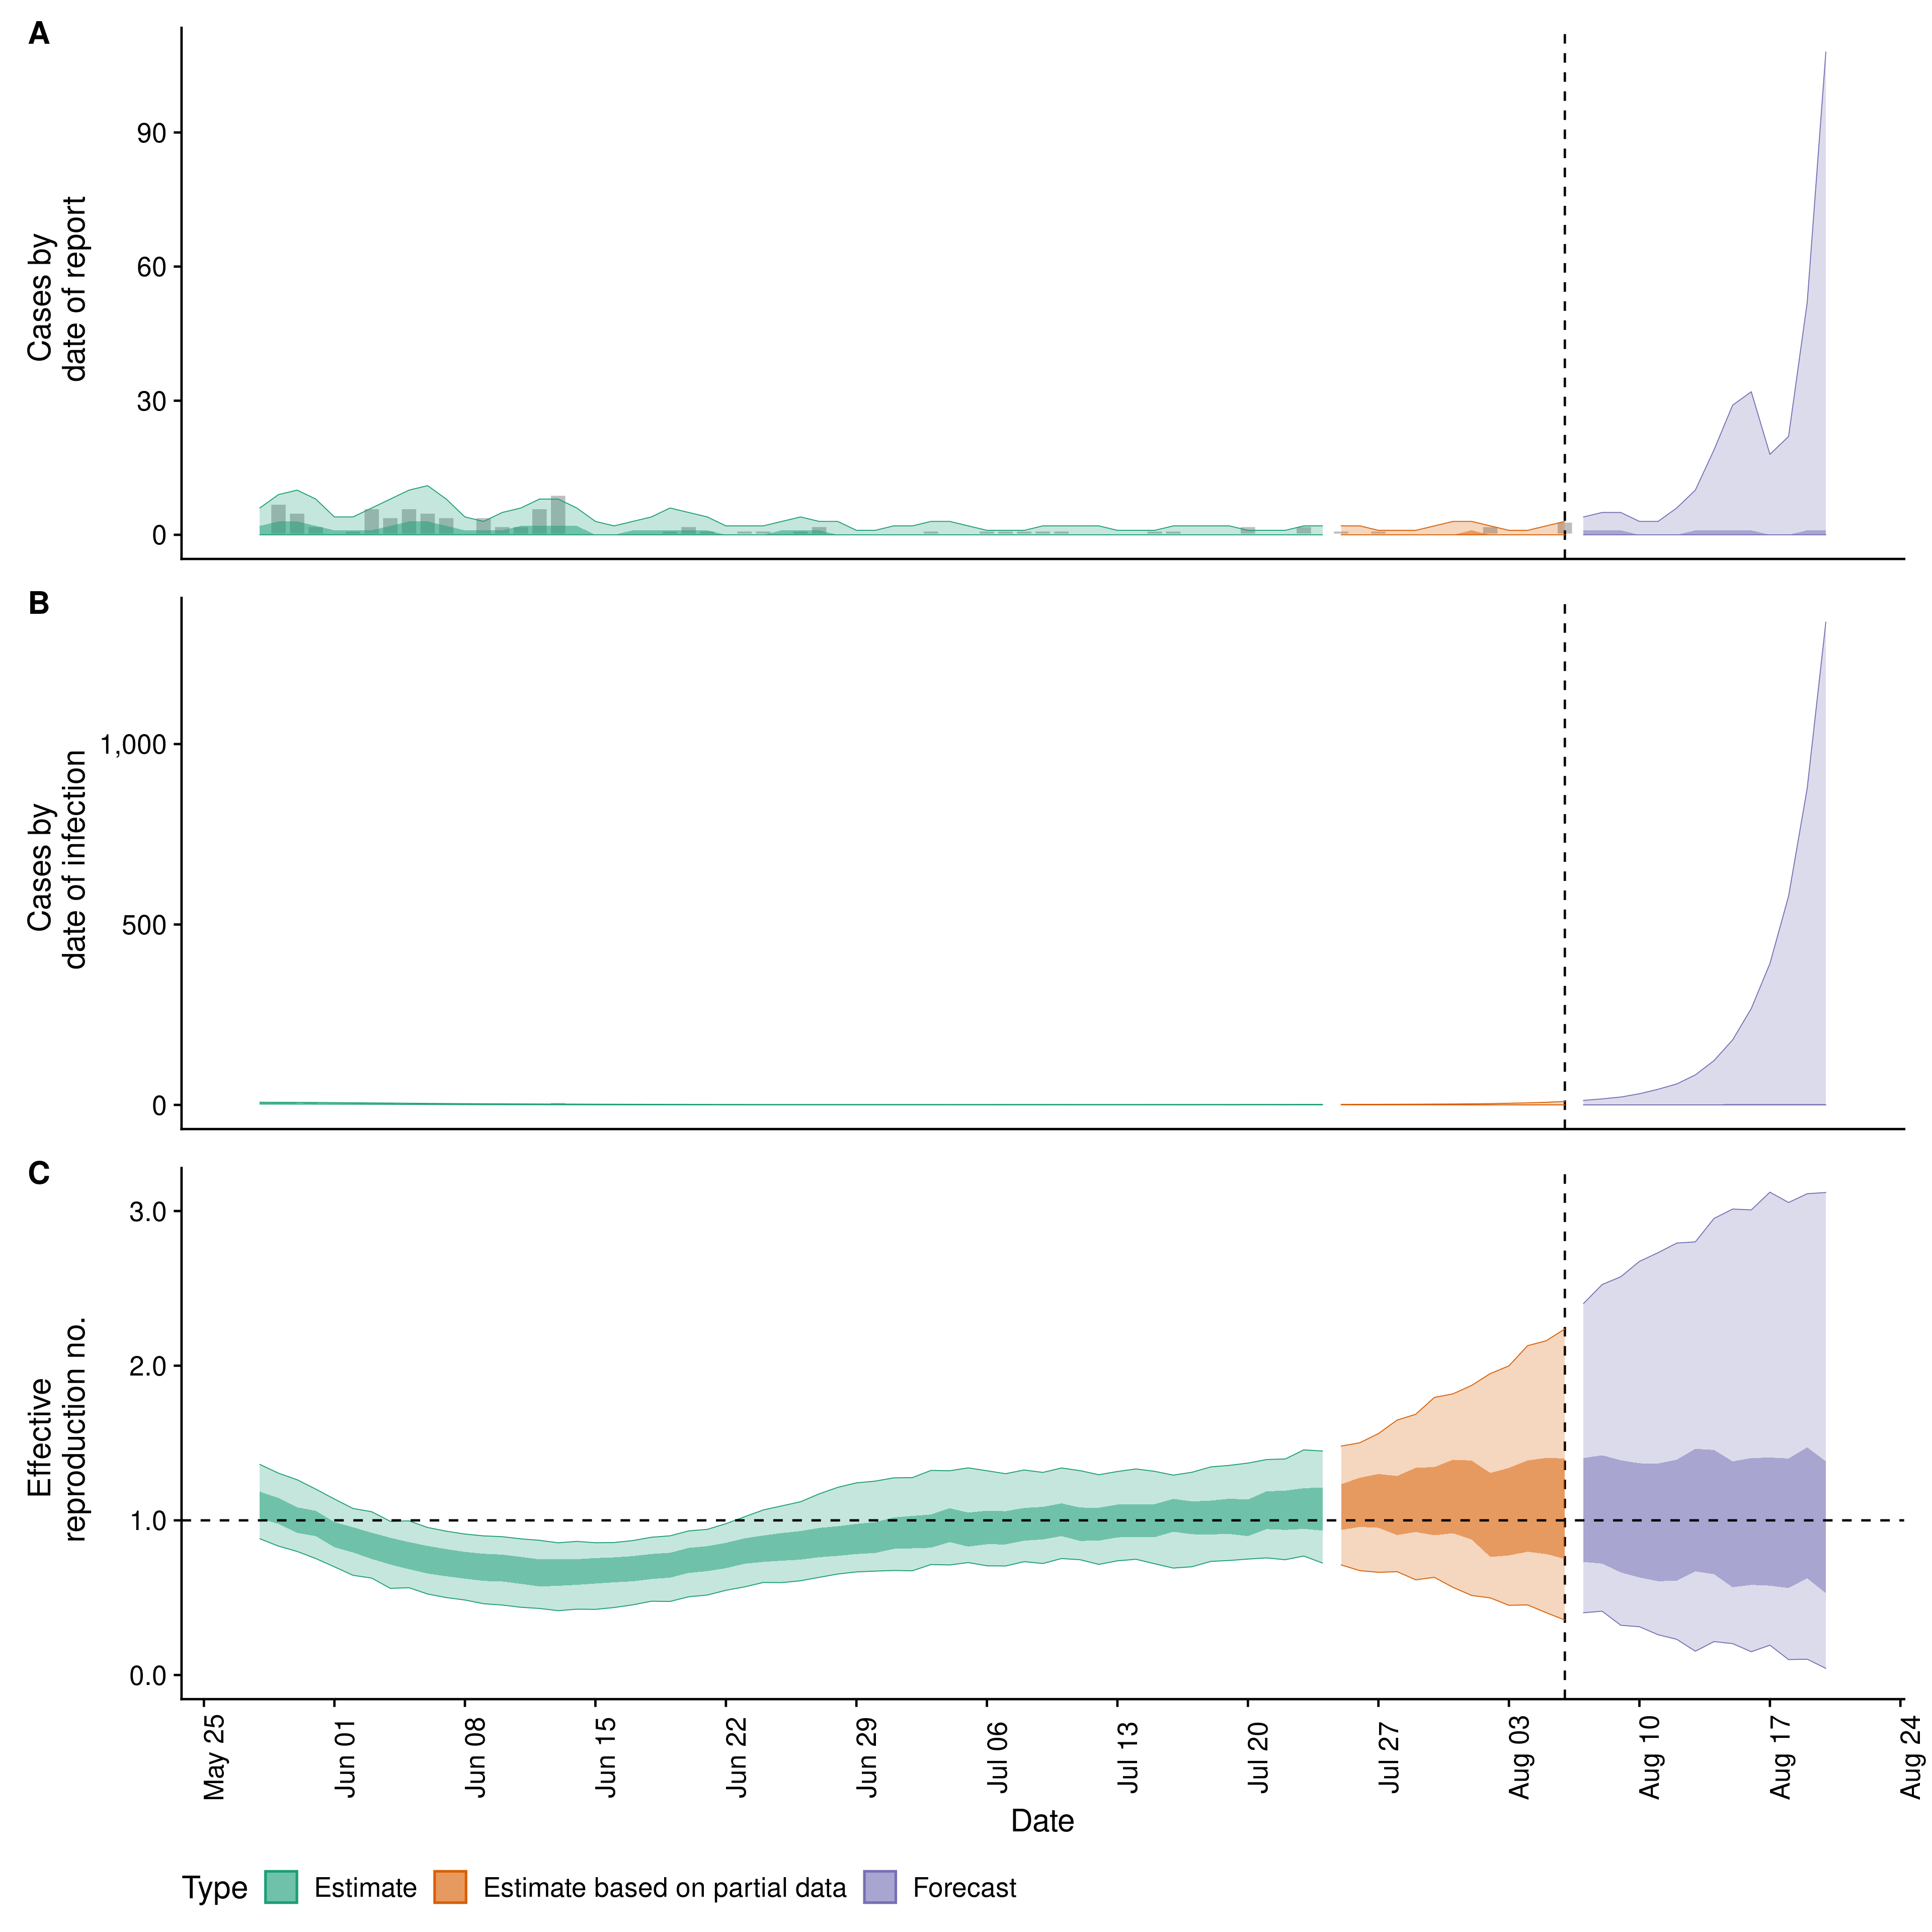 A
Cases by
date of report
90
60
30
0
B
Cases by
date of infection
1,000
500
0
C
Effective
reproduction no.
3.0
2.0
1.0
0.0
May 25
Jun 01
Jun 08
Jun 15
Jun 22
Jun 29
Jul 06
Jul 13
Jul 20
Jul 27
Aug 03
Aug 10
Aug 17
Aug 24
Date
Type Estimate Estimate based on partial data Forecast